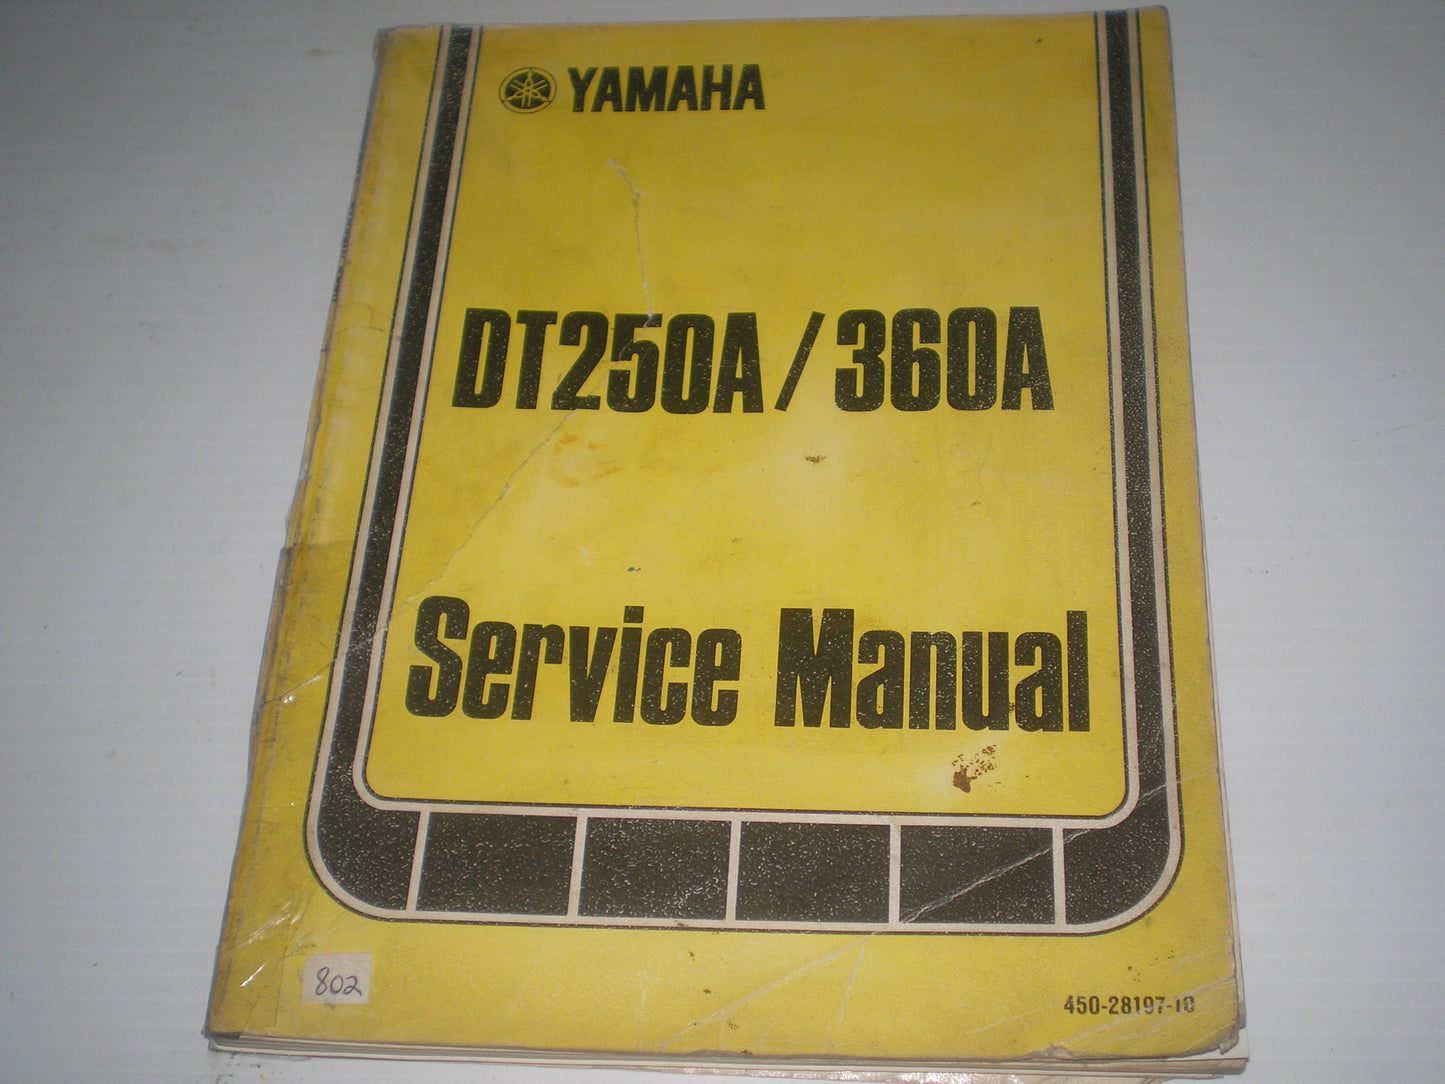 YAMAHA
DT250A/360A
Service Manual
802
450-28197-10